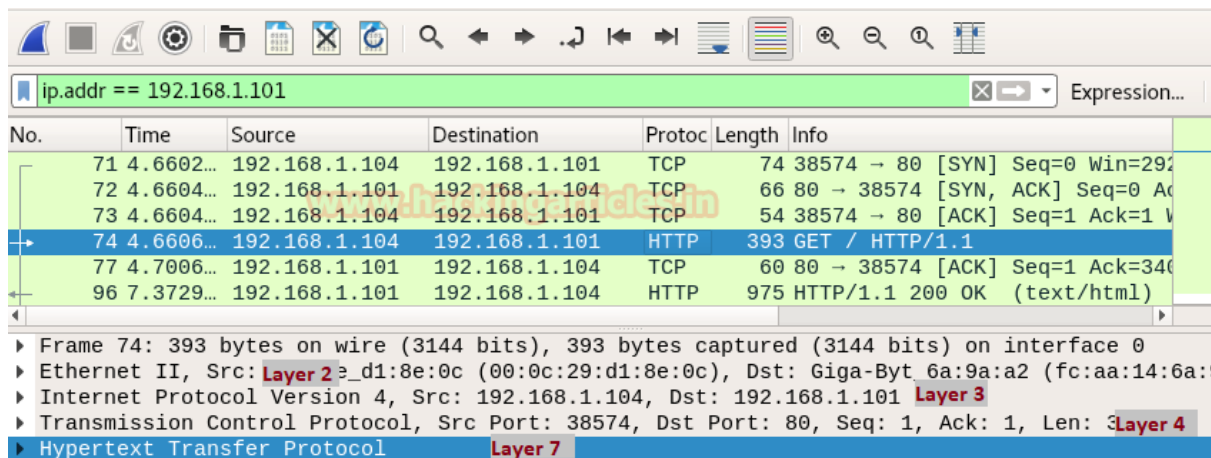 ip.addr == 192.168.1.101 Expression...
No. Time Source Destination Protoc Length Info
71 4.6602… 192.168.1.104 192.168.1.101 TCP 74 38574 → 80 [SYN] Seq=0 Win=292
72 4.6604… 192.168.1.101 192.168.1.104 TCP 66 80 → 38574 [SYN, ACK] Seq=0 Ac
www.hackingarticles.in
73 4.6604… 192.168.1.104 192.168.1.101 TCP 54 38574 → 80 [ACK] Seq=1 Ack=1 W
74 4.6606… 192.168.1.104 192.168.1.101 HTTP 393 GET / HTTP/1.1
77 4.7006… 192.168.1.101 192.168.1.104 TCP 60 80 → 38574 [ACK] Seq=1 Ack=340
96 7.3729… 192.168.1.101 192.168.1.104 HTTP 975 HTTP/1.1 200 OK (text/html)
Frame 74: 393 bytes on wire (3144 bits), 393 bytes captured (3144 bits) on interface 0
Ethernet II, Src: Layer 2 e_d1:8e:0c (00:0c:29:d1:8e:0c), Dst: Giga-Byt_6a:9a:a2 (fc:aa:14:6a:
Internet Protocol Version 4, Src: 192.168.1.104, Dst: 192.168.1.101 Layer 3
Transmission Control Protocol, Src Port: 38574, Dst Port: 80, Seq: 1, Ack: 1, Len: 3 Layer 4
Hypertext Transfer Protocol Layer 7